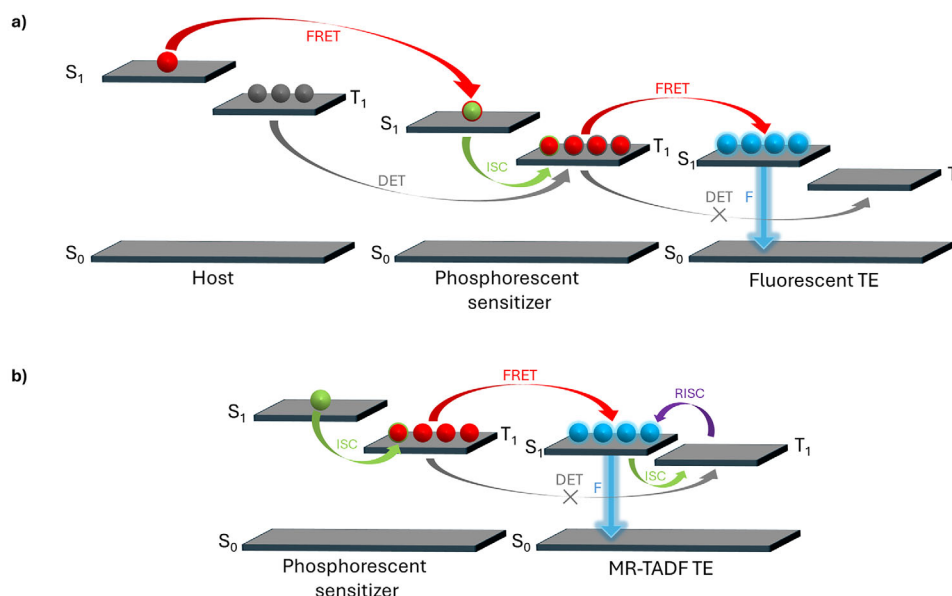 a)
FRET
S1
T1
FRET
S1
T1
S1
T
ISC
DET
DET
F
S0
S0
S0
Host
Phosphorescent
sensitizer
Fluorescent TE
b)
FRET
RISC
S1
T1
S1
T1
ISC
ISC
DET
F
S0
S0
Phosphorescent
sensitizer
MR-TADF TE